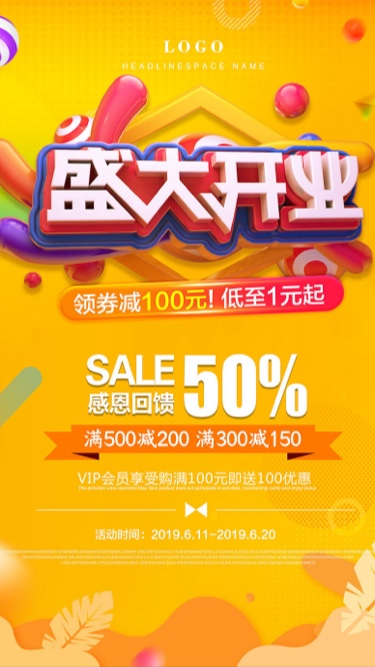 LOGO
HEADLINESPACE NAME
盛大开业
领券减100元! 低至1元起
SALE 50%
感恩回馈
满500减200 满300减150
VIP会员享受购满100元即送100优惠
活动时间：2019.6.11-2019.6.20